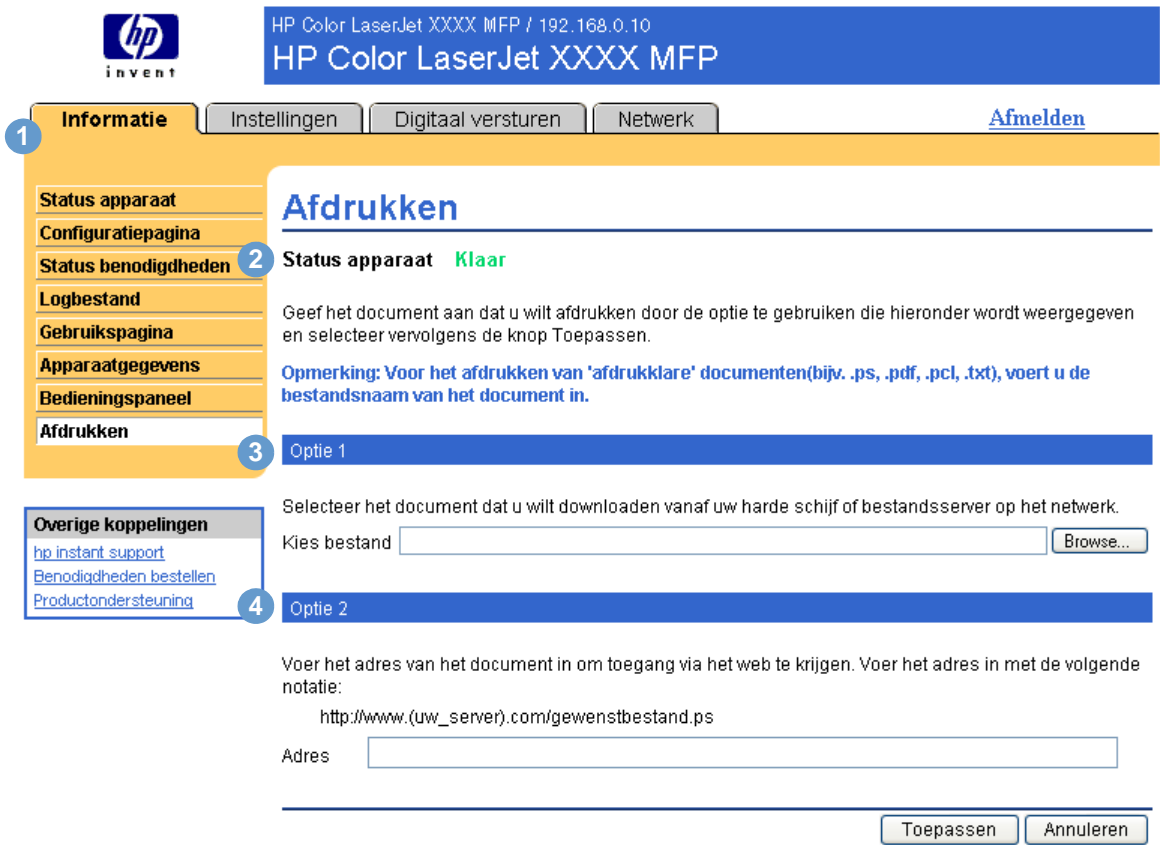 hp
invent
HP Color LaserJet XXXX MFP / 192.168.0.10
HP Color LaserJet XXXX MFP
1
Informatie
Instellingen
Digitaal versturen
Netwerk
Afmelden
Status apparaat
Configuratiepagina
Status benodigdheden
Logbestand
Gebruikspagina
Apparaatgegevens
Bedieningspaneel
Afdrukken
Overige koppelingen
hp instant support
Benodigdheden bestellen
Productondersteuning
Afdrukken
2
Status apparaat Klaar
Geef het document aan dat u wilt afdrukken door de optie te gebruiken die hieronder wordt weergegeven
en selecteer vervolgens de knop Toepassen.
Opmerking: Voor het afdrukken van 'afdrukklare' documenten(bijv. .ps, .pdf, .pcl, .txt), voert u de
bestandsnaam van het document in.
3
Optie 1
Selecteer het document dat u wilt downloaden vanaf uw harde schijf of bestandsserver op het netwerk.
Kies bestand
Browse...
4
Optie 2
Voer het adres van het document in om toegang via het web te krijgen. Voer het adres in met de volgende
notatie:
http://www.(uw_server).com/gewenstbestand.ps
Adres
Toepassen
Annuleren